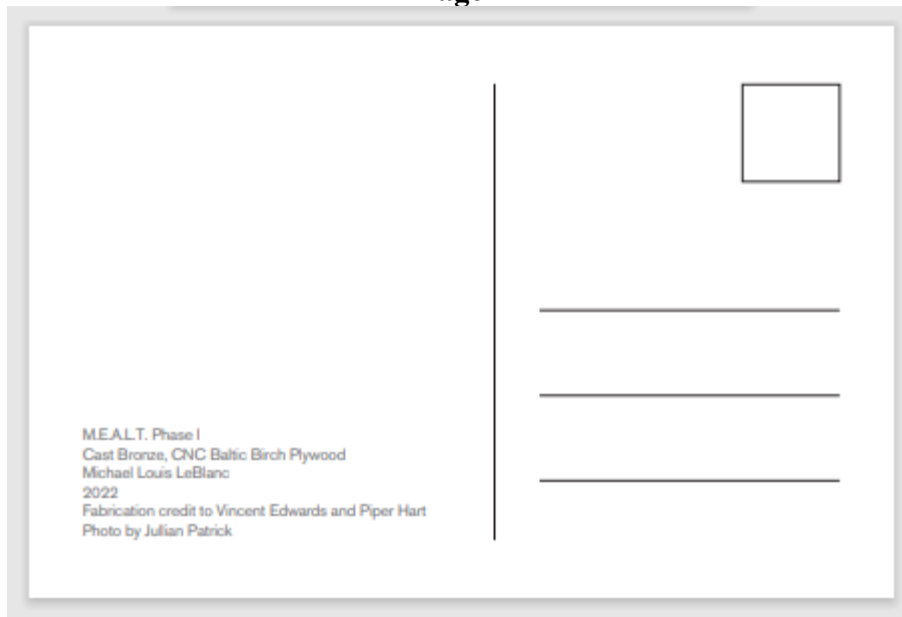 M.E.A.L.T. Phase I
Cast Bronze, CNC Baltic Birch Plywood
Michael Louis LeBlanc
2022
Fabrication credit to Vincent Edwards and Piper Hart
Photo by Jullian Patrick